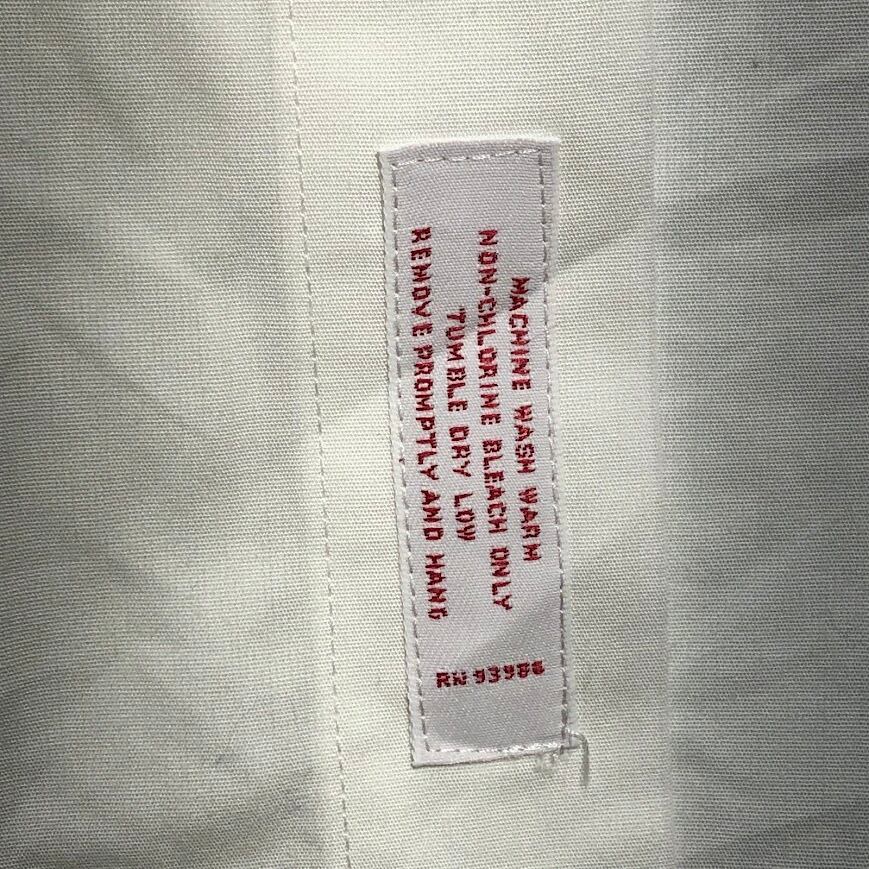 MACHINE WASH WARM
NON-CHLORINE BLEACH ONLY
TUMBLE DRY LOW
REMOVE PROMPTLY AND HANG
RN 93986